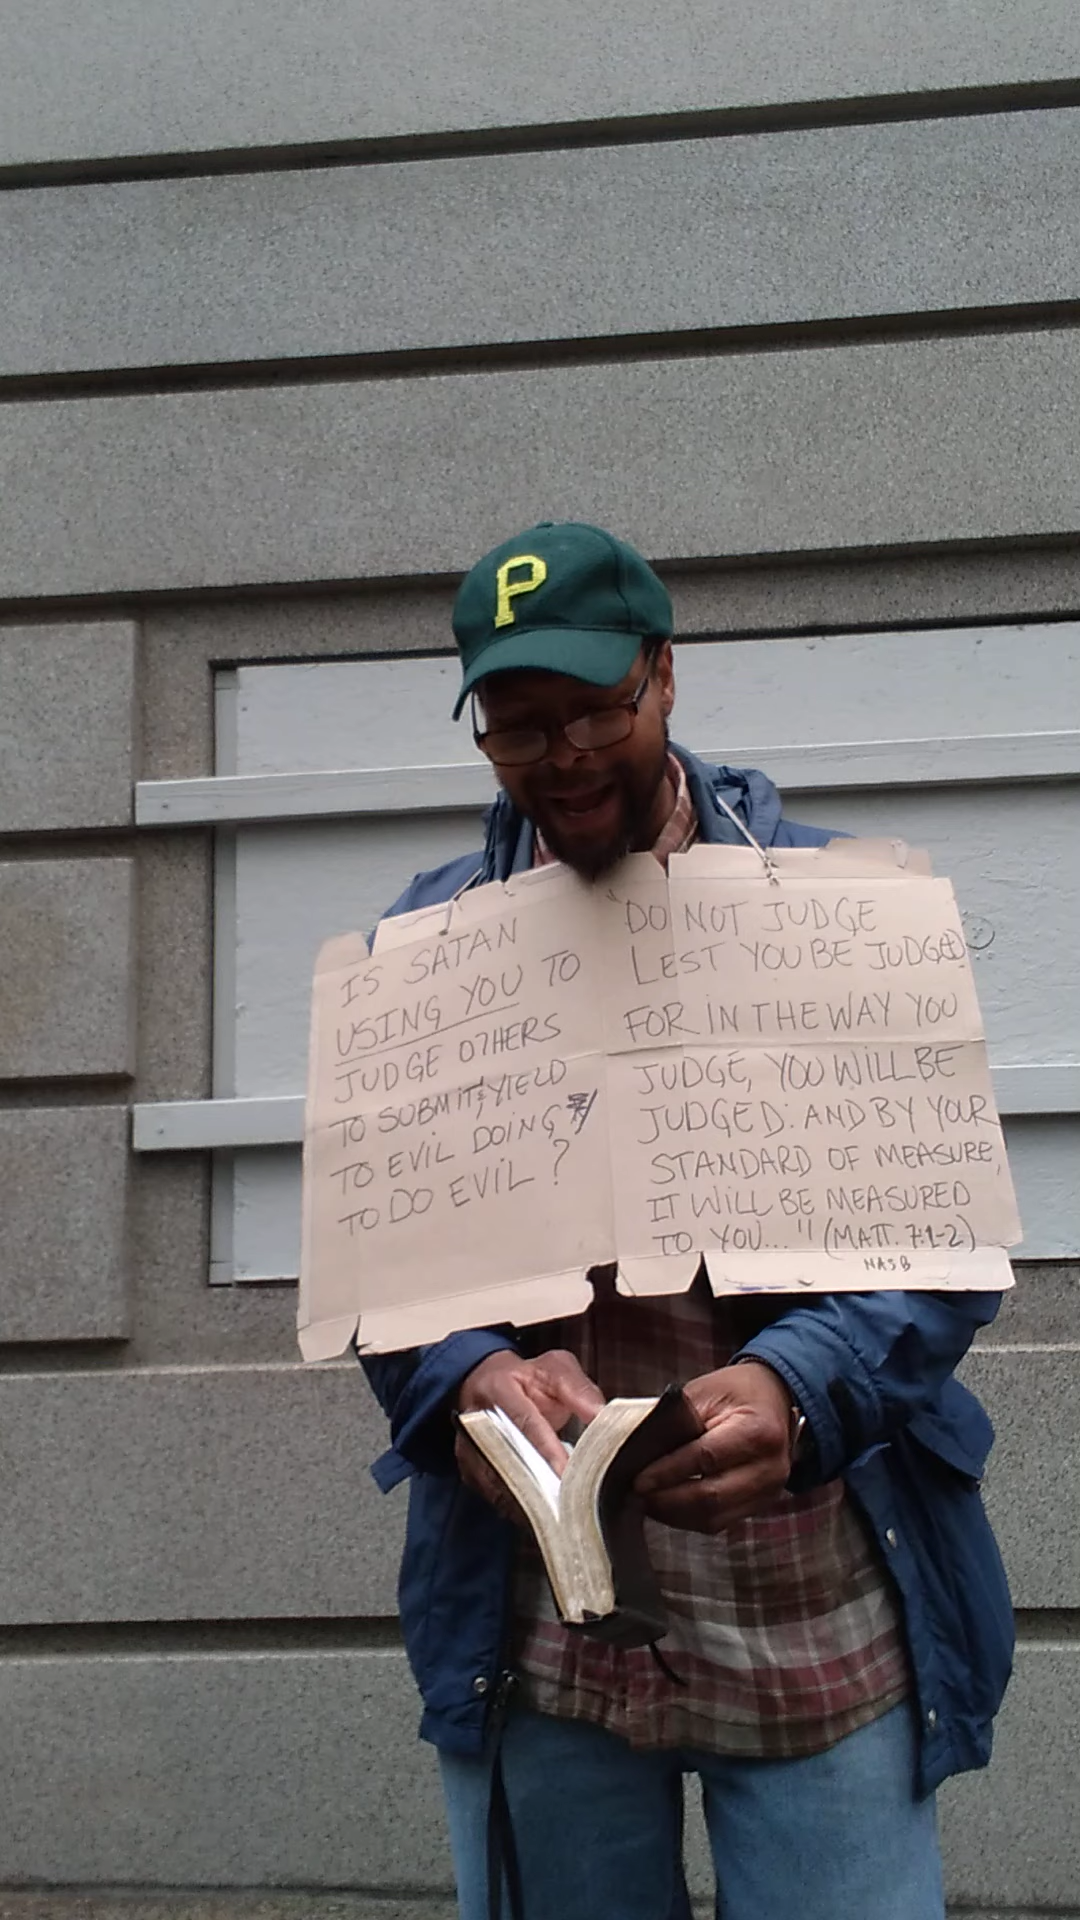 P
IS SATAN
USING YOU TO
JUDGE OTHERS
TO SUBMIT & YIELD
TO EVIL DOING
TO DO EVIL?
"DO NOT JUDGE
LEST YOU BE JUDGED
FOR IN THE WAY YOU
JUDGE, YOU WILL BE
JUDGED: AND BY YOUR
STANDARD OF MEASURE,
IT WILL BE MEASURED
TO YOU..." (MATT. 7:1-2)
NASB